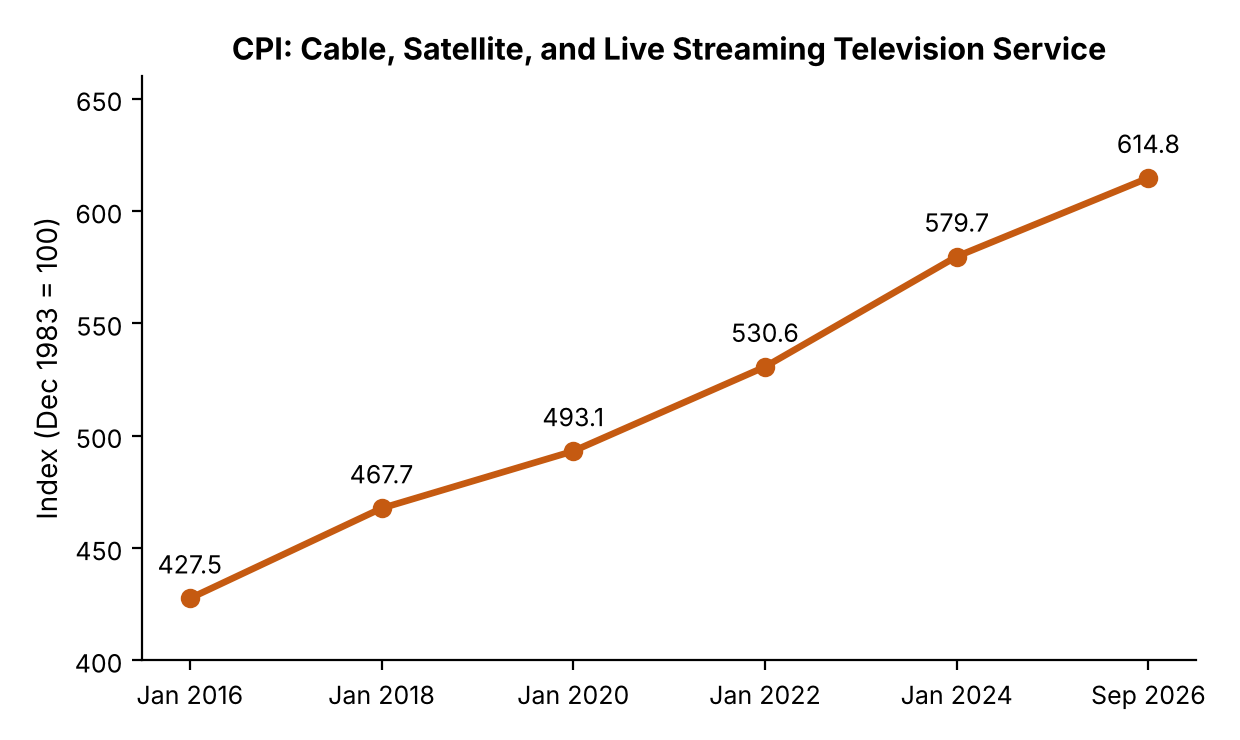 CPI: Cable, Satellite, and Live Streaming Television Service
Index (Dec 1983 = 100)
650
600
550
500
450
400
427.5
467.7
493.1
530.6
579.7
614.8
Jan 2016
Jan 2018
Jan 2020
Jan 2022
Jan 2024
Sep 2026